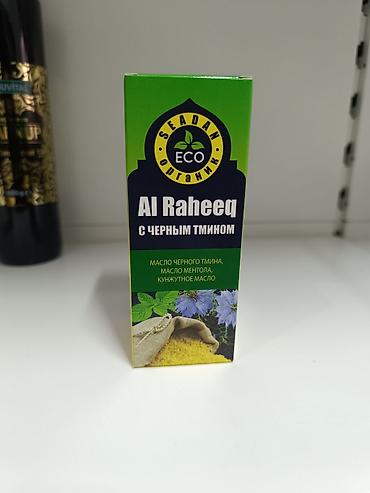 SEADAN
ECO
органик
Al Raheeq
С ЧЕРНЫМ ТМИНОМ
МАСЛО ЧЕРНОГО ТМИНА,
МАСЛО МЕНТОЛА,
КУНЖУТНОЕ МАСЛО